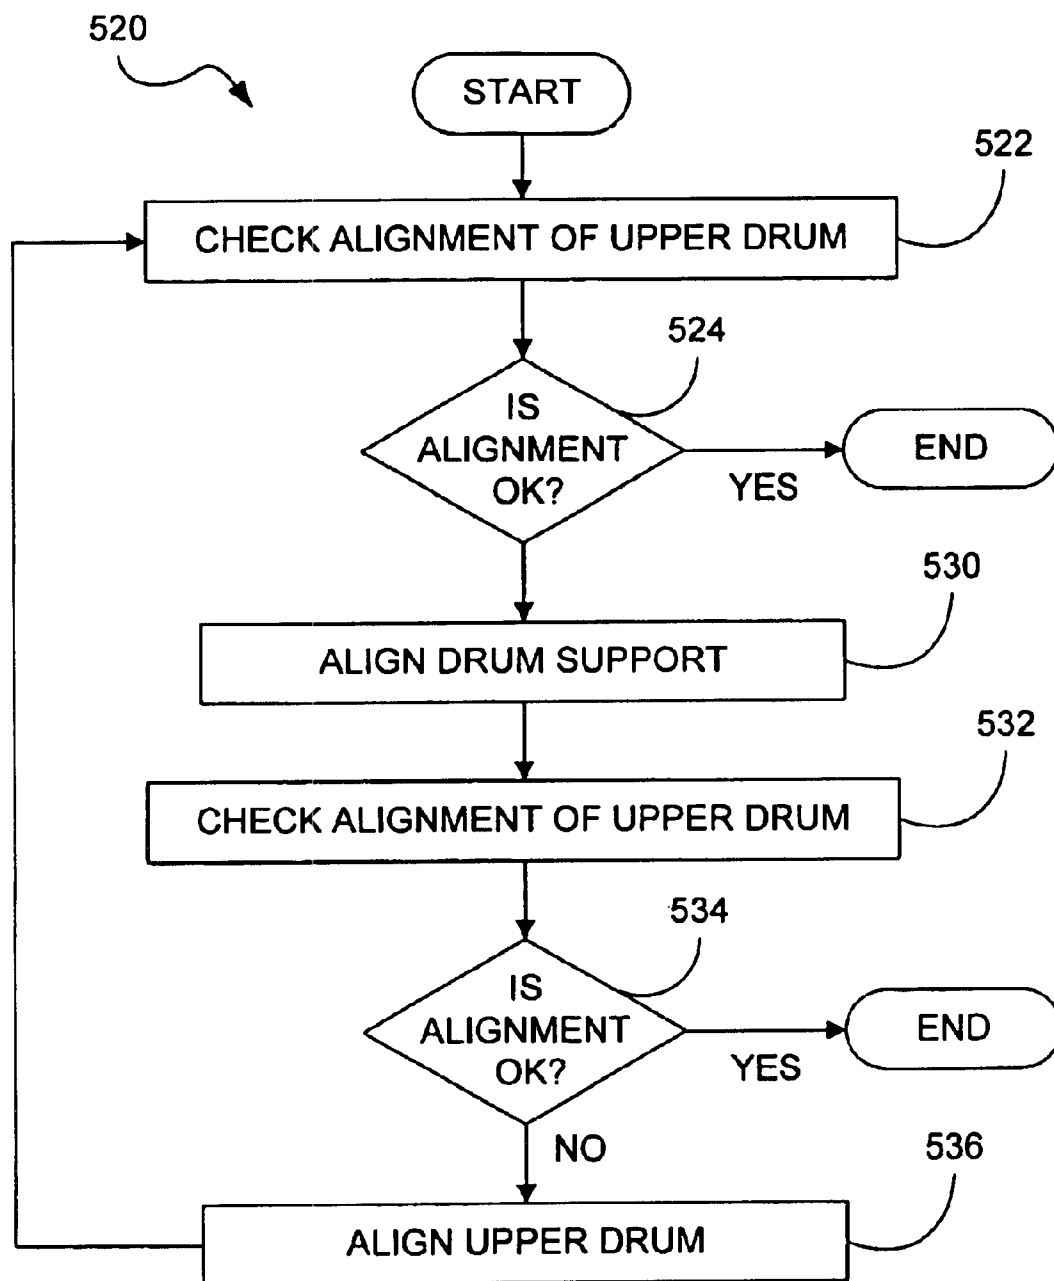 520
START
522
CHECK ALIGNMENT OF UPPER DRUM
524
IS
ALIGNMENT
OK?
YES
END
530
ALIGN DRUM SUPPORT
532
CHECK ALIGNMENT OF UPPER DRUM
534
IS
ALIGNMENT
OK?
YES
END
NO
536
ALIGN UPPER DRUM